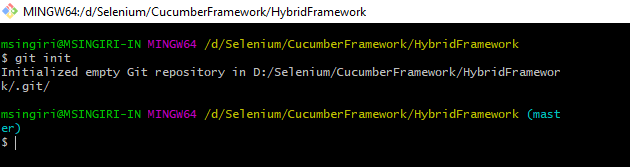 MINGW64:/d/Selenium/CucumberFramework/HybridFramework
msingiri@MSINGIRI-IN MINGW64 /d/Selenium/CucumberFramework/HybridFramework
$ git init
Initialized empty Git repository in D:/Selenium/CucumberFramework/HybridFramewor
k/.git/
msingiri@MSINGIRI-IN MINGW64 /d/Selenium/CucumberFramework/HybridFramework (mast
er)
$